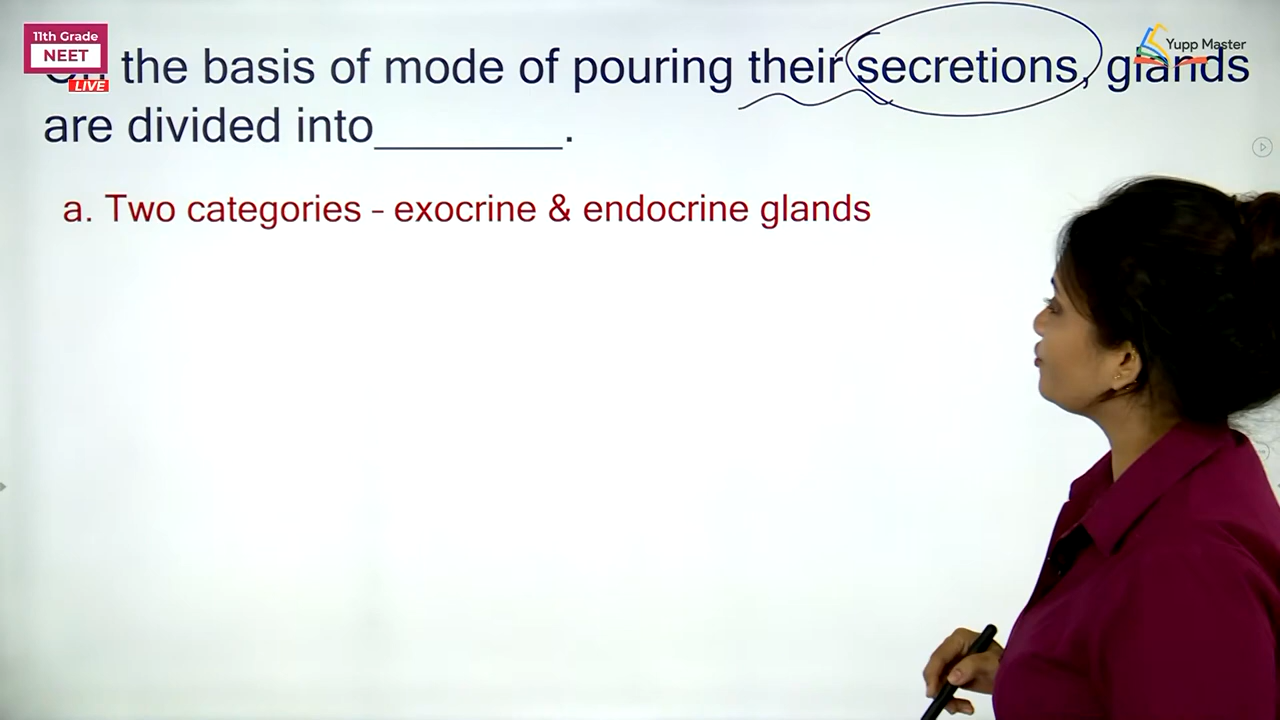 11th Grade
NEET
LIVE
the basis of mode of pouring their secretions, glands
are divided into________.
Yupp Master
a. Two categories - exocrine & endocrine glands